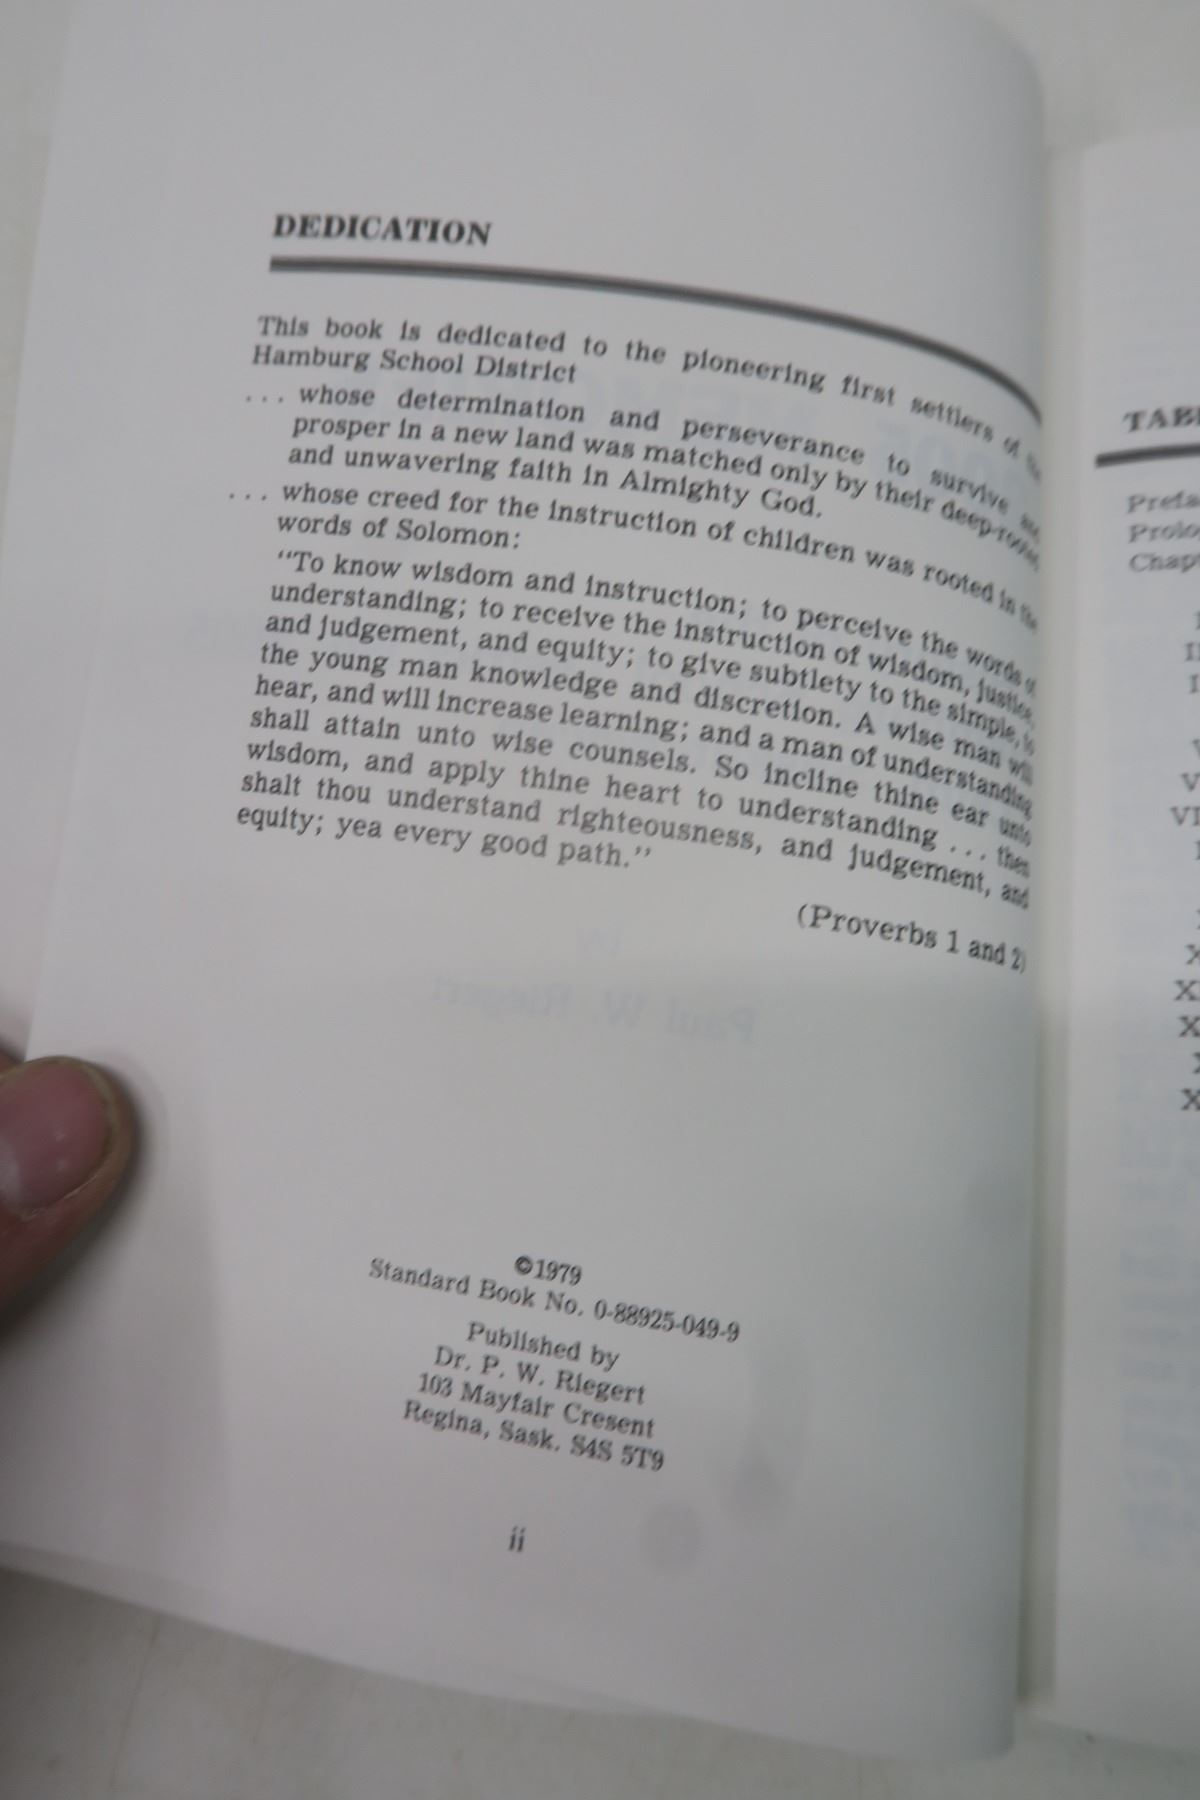 DEDICATION
This book is dedicated to the pioneering first settlers of the
Hamburg School District
... whose determination and perseverance to survive and
prosper in a new land was matched only by their deep-rooted
and unwavering faith in Almighty God.
... whose creed for the instruction of children was rooted in the
words of Solomon:
"To know wisdom and instruction; to perceive the words of
understanding; to receive the instruction of wisdom, justice,
and judgement, and equity; to give subtlety to the simple, to
the young man knowledge and discretion. A wise man will
hear, and will increase learning; and a man of understanding
shall attain unto wise counsels. So incline thine ear unto
wisdom, and apply thine heart to understanding ... then
shalt thou understand righteousness, and judgement, and
equity; yea every good path."
(Proverbs 1 and 2)
©1979
Standard Book No. 0-88925-049-9
Published by
Dr. P. W. Riegert
103 Mayfair Cresent
Regina, Sask. S4S 5T9
ii